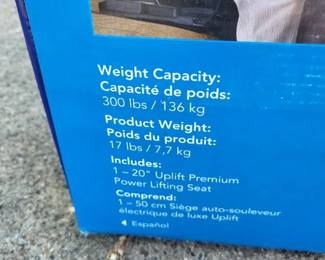 Weight Capacity:
Capacité de poids:
300 lbs / 136 kg
Product Weight:
Poids du produit:
17 lbs / 7,7 kg
Includes:
1 – 20" Uplift Premium
Power Lifting Seat
Comprend:
1 – 50 cm Siège auto-souleveur
électrique de luxe Uplift
Español